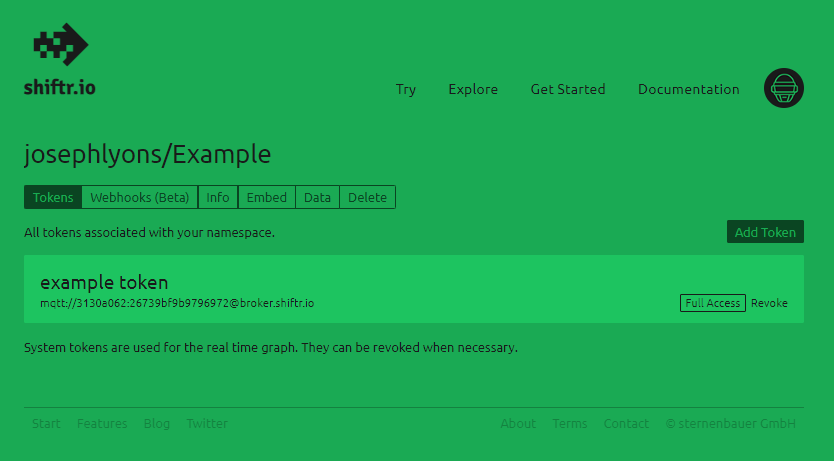 shiftr.io
Try Explore Get Started Documentation
josephlyons/Example
Tokens Webhooks (Beta) Info Embed Data Delete
All tokens associated with your namespace. Add Token
example token
mqtt://3130a062:26739bf9b9796972@broker.shiftr.io Full Access Revoke
System tokens are used for the real time graph. They can be revoked when necessary.
Start Features Blog Twitter About Terms Contact © sternenbauer GmbH